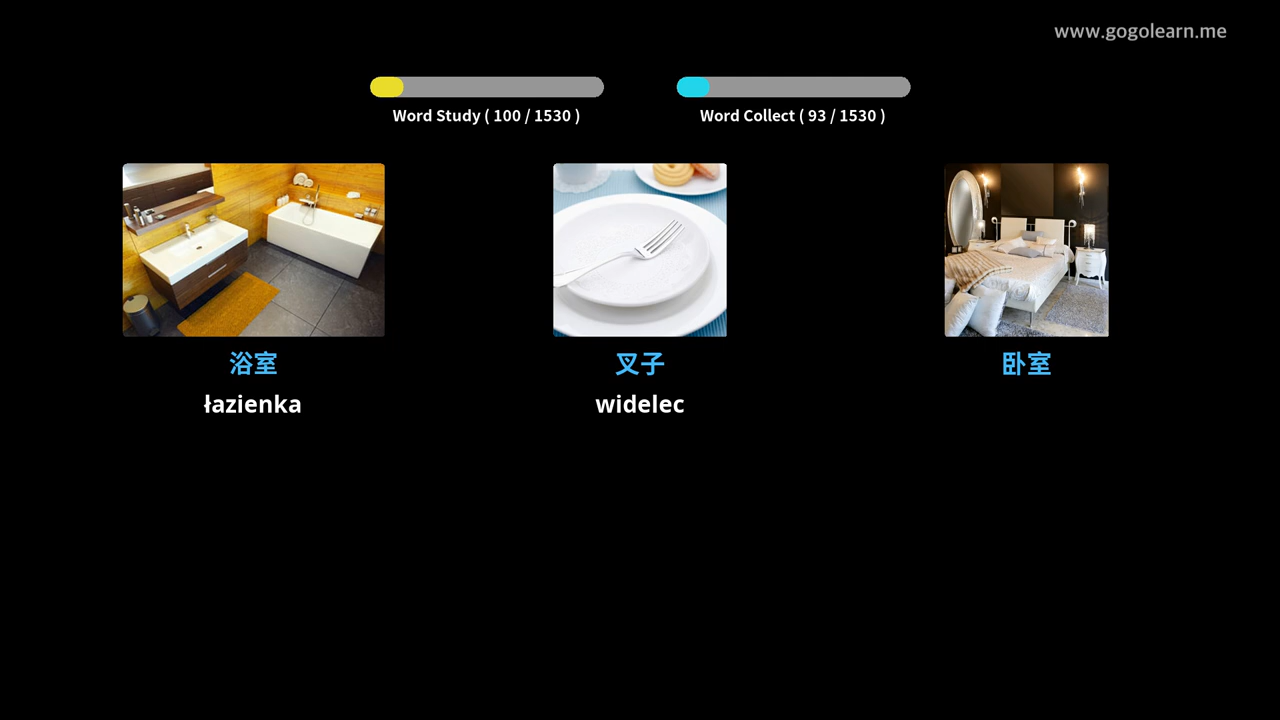 www.gogolearn.me
Word Study ( 100 / 1530 )
Word Collect ( 93 / 1530 )
浴室
叉子
卧室
łazienka
widelec